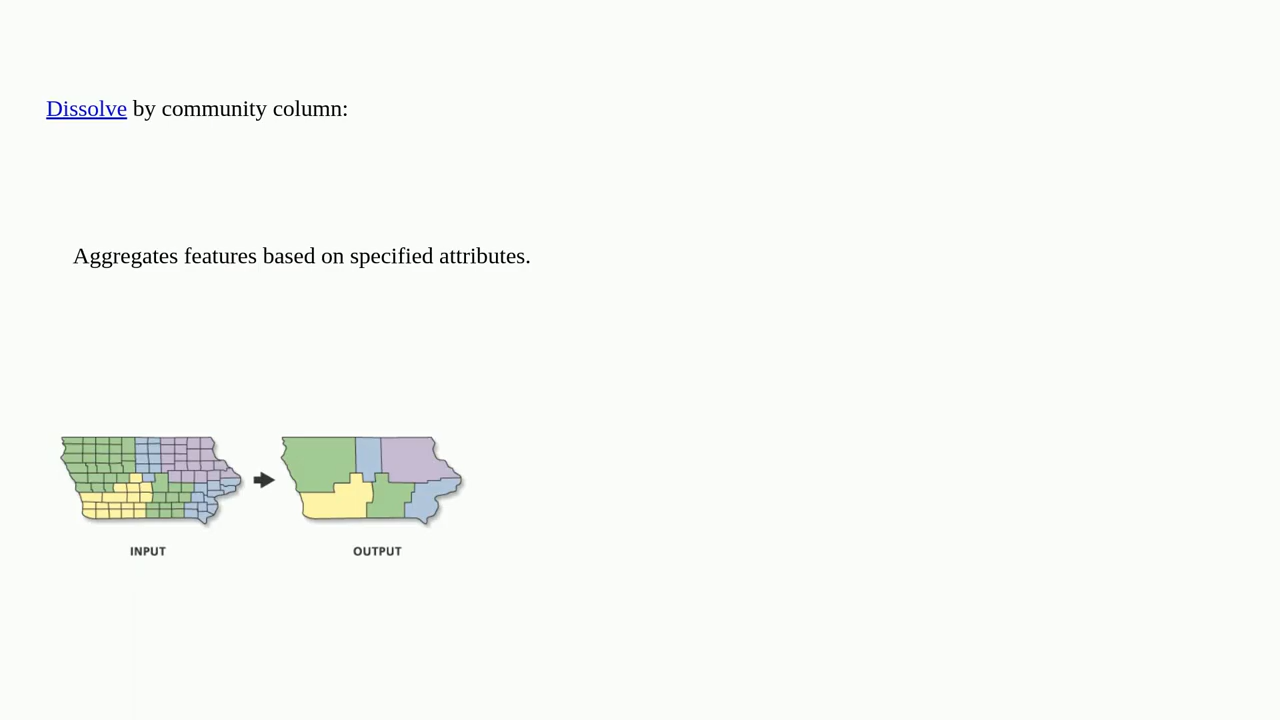 Dissolve by community column:
Aggregates features based on specified attributes.
INPUT OUTPUT